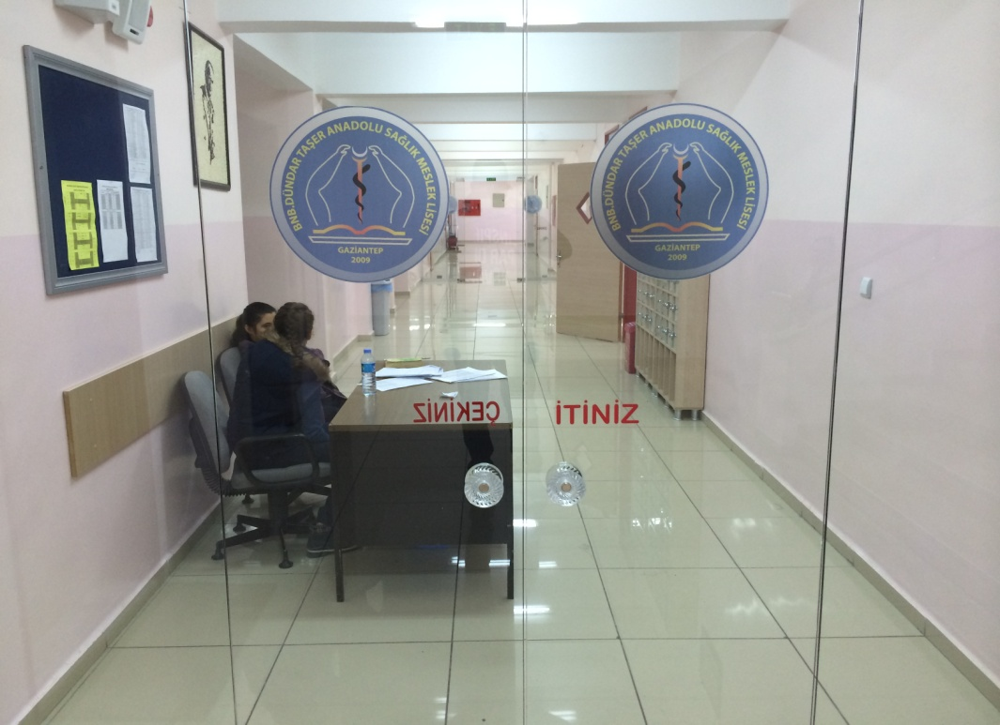 BNB.DÜNDAR TAŞER ANADOLU SAĞLIK MESLEK LİSESİ
GAZİANTEP
2009
BNB.DÜNDAR TAŞER ANADOLU SAĞLIK MESLEK LİSESİ
GAZİANTEP
2009
ÇEKİNİZ
İTİNİZ